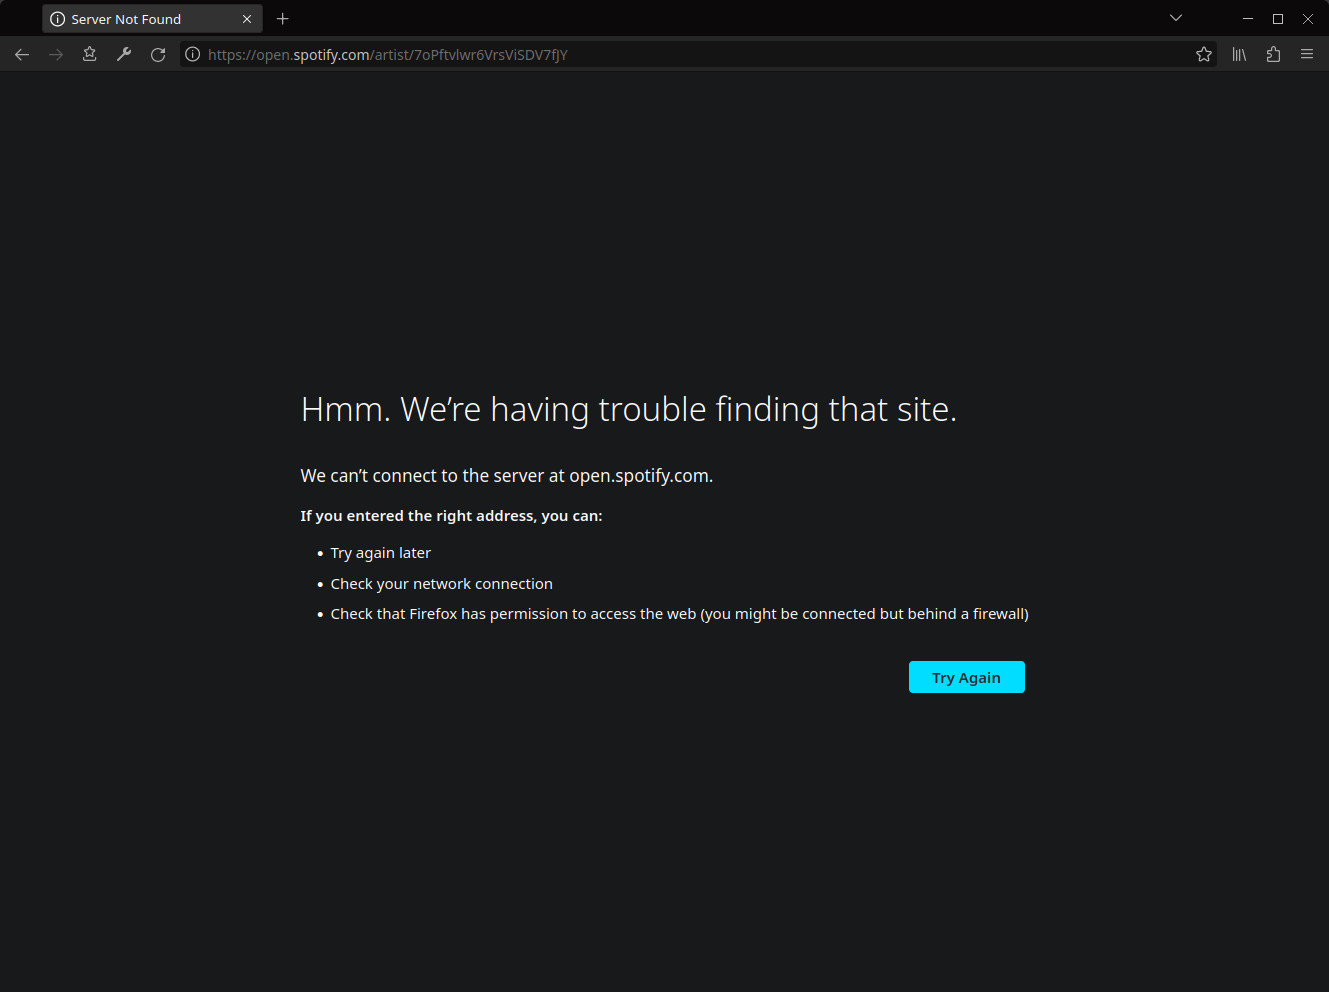 Server Not Found
https://open.spotify.com/artist/7oPftvlwr6VrsViSDV7fJY
Hmm. We’re having trouble finding that site.
We can’t connect to the server at open.spotify.com.
If you entered the right address, you can:
• Try again later
• Check your network connection
• Check that Firefox has permission to access the web (you might be connected but behind a firewall)
Try Again